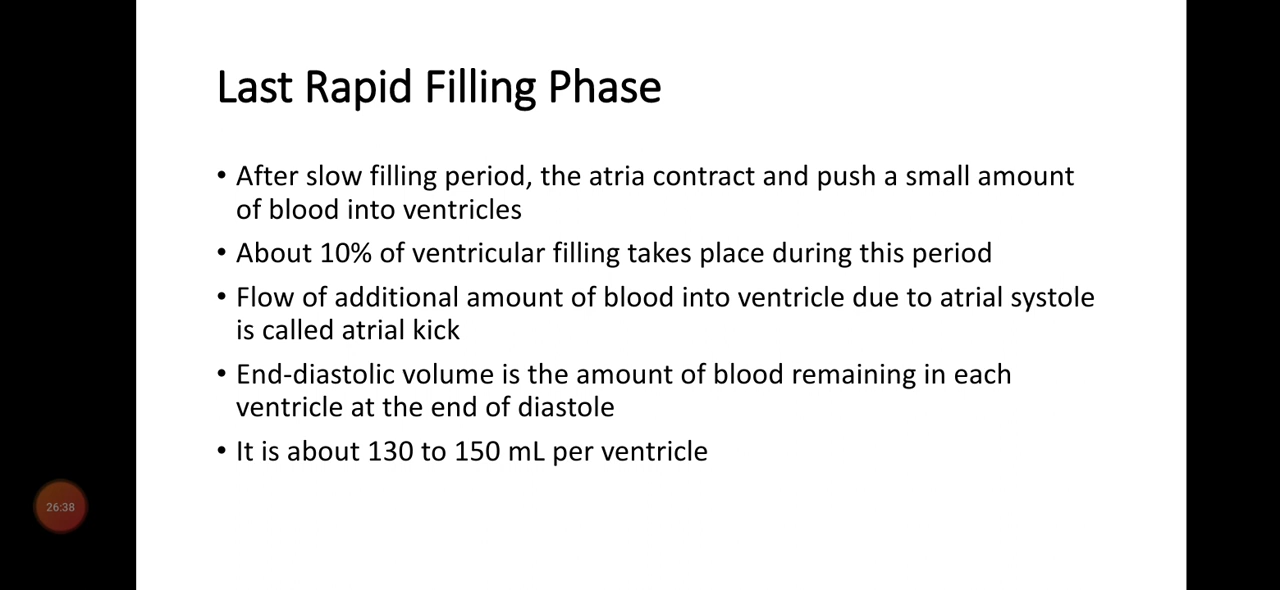 Last Rapid Filling Phase
• After slow filling period, the atria contract and push a small amount
of blood into ventricles
• About 10% of ventricular filling takes place during this period
• Flow of additional amount of blood into ventricle due to atrial systole
is called atrial kick
• End-diastolic volume is the amount of blood remaining in each
ventricle at the end of diastole
• It is about 130 to 150 mL per ventricle
26:38